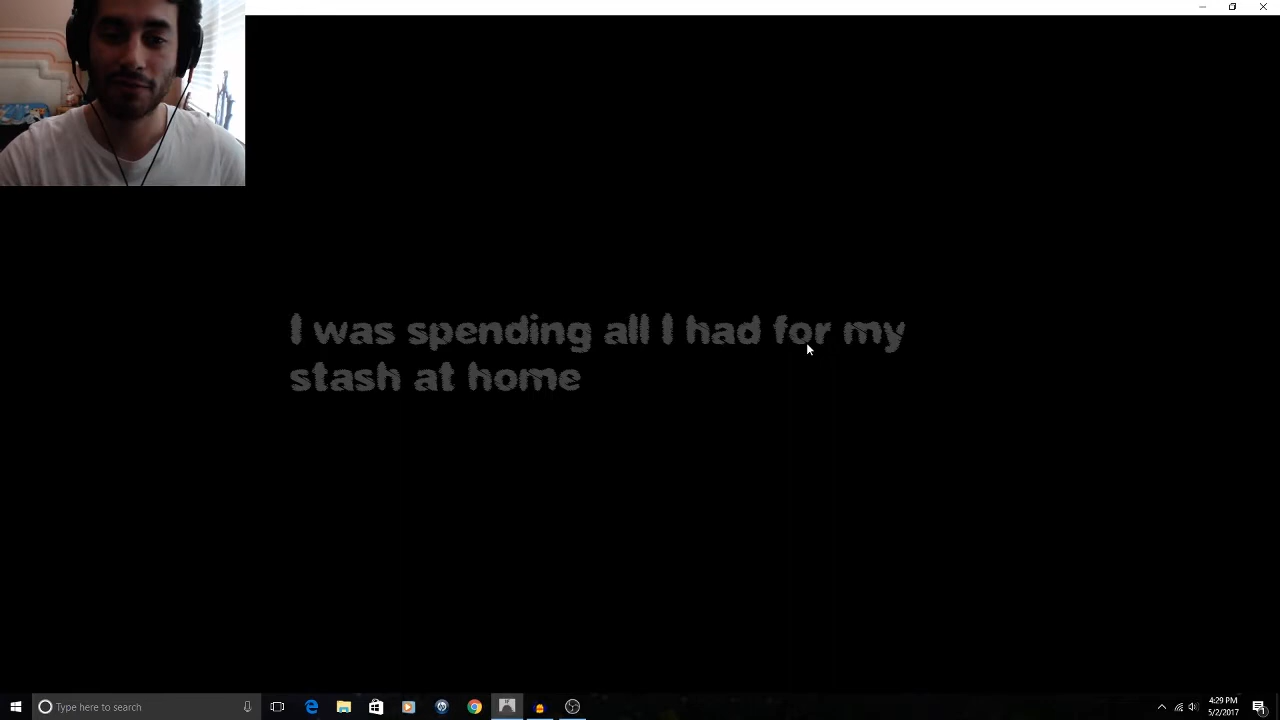 I was spending all I had for my
stash at home
Type here to search
4:29 PM
5/2/2017